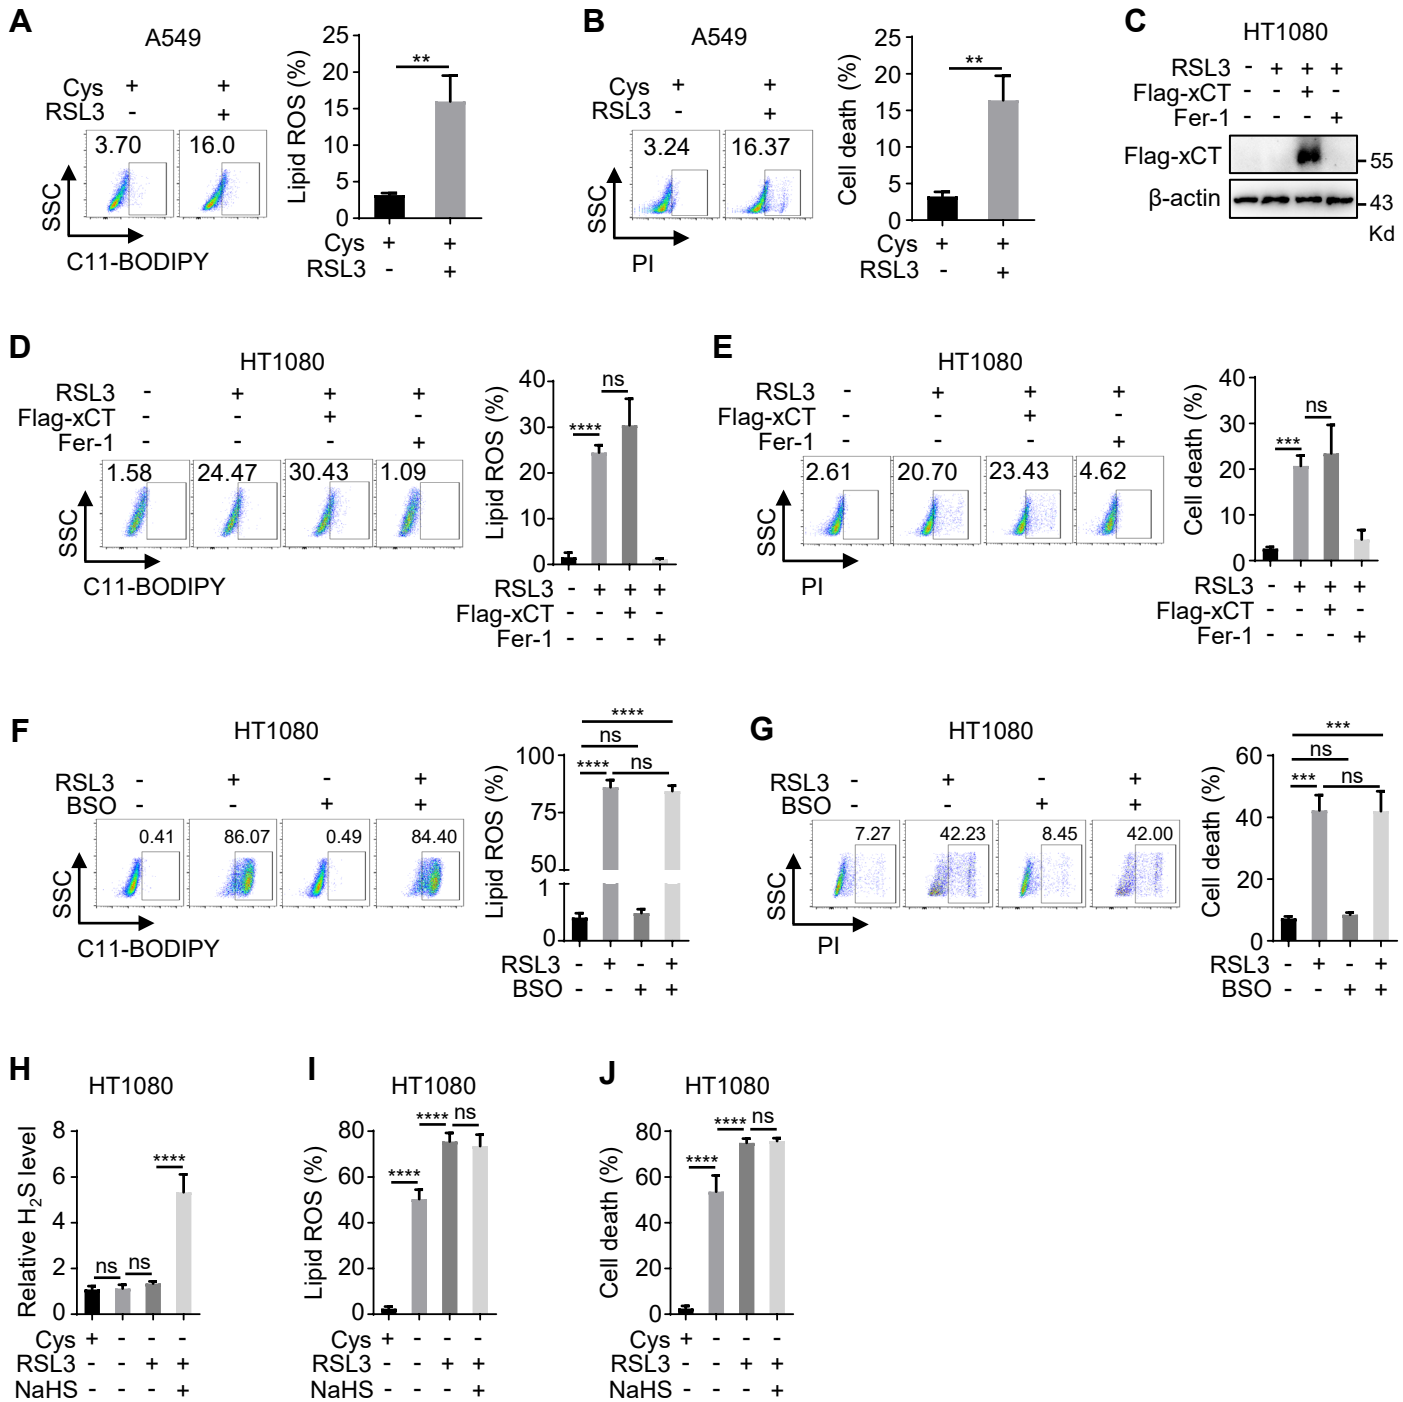 A
A549
Cys + +
RSL3 - +
3.70 16.0
SSC
C11-BODIPY
Lipid ROS (%)
25
20
15
10
5
0
**
Cys + +
RSL3 - +
B
A549
Cys + +
RSL3 - +
3.24 16.37
SSC
PI
Cell death (%)
25
20
15
10
5
0
**
Cys + +
RSL3 - +
C
HT1080
RSL3 - + + +
Flag-xCT - - + -
Fer-1 - - - +
Flag-xCT 55
β-actin 43
Kd
D
HT1080
RSL3 - + + +
Flag-xCT - - + -
Fer-1 - - - +
1.58 24.47 30.43 1.09
SSC
C11-BODIPY
Lipid ROS (%)
40
30
20
10
0
**** ns
RSL3 - + + +
Flag-xCT - - + -
Fer-1 - - - +
E
HT1080
RSL3 - + + +
Flag-xCT - - + -
Fer-1 - - - +
2.61 20.70 23.43 4.62
SSC
PI
Cell death (%)
40
30
20
10
0
*** ns
RSL3 - + + +
Flag-xCT - - + -
Fer-1 - - - +
F
HT1080
RSL3 - + - +
BSO - - + +
0.41 86.07 0.49 84.40
SSC
C11-BODIPY
Lipid ROS (%)
100
75
50
1
0
****
ns
**** ns
RSL3 - + - +
BSO - - + +
G
HT1080
RSL3 - + - +
BSO - - + +
7.27 42.23 8.45 42.00
SSC
PI
Cell death (%)
60
40
20
0
***
ns
*** ns
RSL3 - + - +
BSO - - + +
H
HT1080
Relative H₂S level
8
6
4
2
0
ns ns ****
Cys + - - -
RSL3 - - + +
NaHS - - - +
I
HT1080
Lipid ROS (%)
80
60
40
20
0
**** **** ns
Cys + - - -
RSL3 - - + +
NaHS - - - +
J
HT1080
Cell death (%)
80
60
40
20
0
**** **** ns
Cys + - - -
RSL3 - - + +
NaHS - - - +